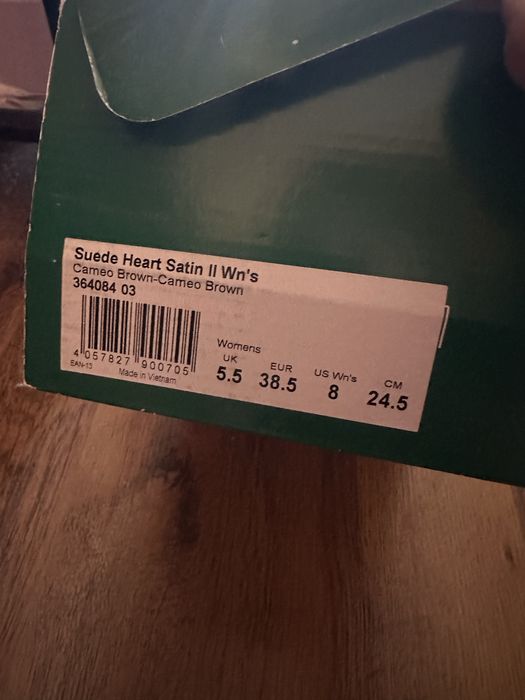 Suede Heart Satin II Wn's
Cameo Brown-Cameo Brown
364084 03
4 057827 900705
EAN-13
Made in Vietnam
Womens
UK EUR US Wn's CM
5.5 38.5 8 24.5